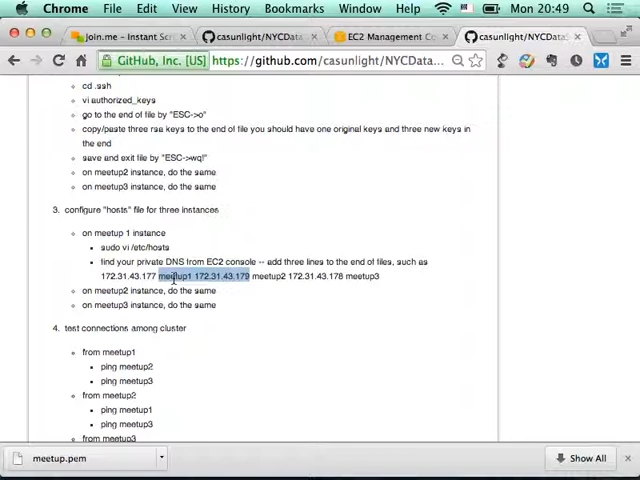 Chrome File Edit View History Bookmarks Window Help Mon 20:49
join.me – Instant Scr
casunlight/NYCData
EC2 Management Co
casunlight/NYCData
GitHub, Inc. [US] https://github.com/casunlight/NYCData...
cd .ssh
vi authorized_keys
go to the end of file by "ESC->o"
copy/paste three rsa keys to the end of file you should have one original keys and three new keys in
the end
save and exit file by "ESC->wq!"
on meetup2 instance, do the same
on meetup3 instance, do the same
3. configure "hosts" file for three instances
on meetup 1 instance
sudo vi /etc/hosts
find your private DNS from EC2 console -- add three lines to the end of files, such as
172.31.43.177 meetup1 172.31.43.179 meetup2 172.31.43.178 meetup3
on meetup2 instance, do the same
on meetup3 instance, do the same
4. test connections among cluster
from meetup1
ping meetup2
ping meetup3
from meetup2
ping meetup1
ping meetup3
from meetup3
meetup.pem
Show All